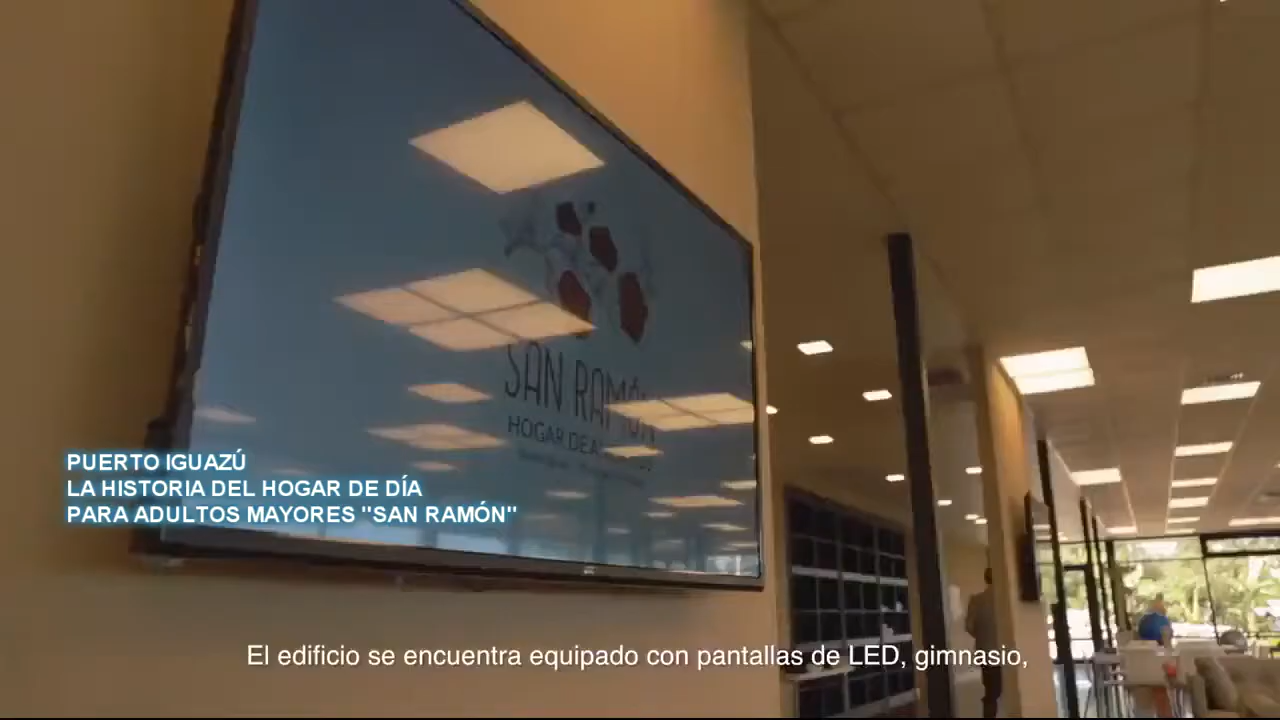 SAN RAMÓN
HOGAR DE
PUERTO IGUAZÚ
LA HISTORIA DEL HOGAR DE DÍA
PARA ADULTOS MAYORES "SAN RAMÓN"
El edificio se encuentra equipado con pantallas de LED, gimnasio,